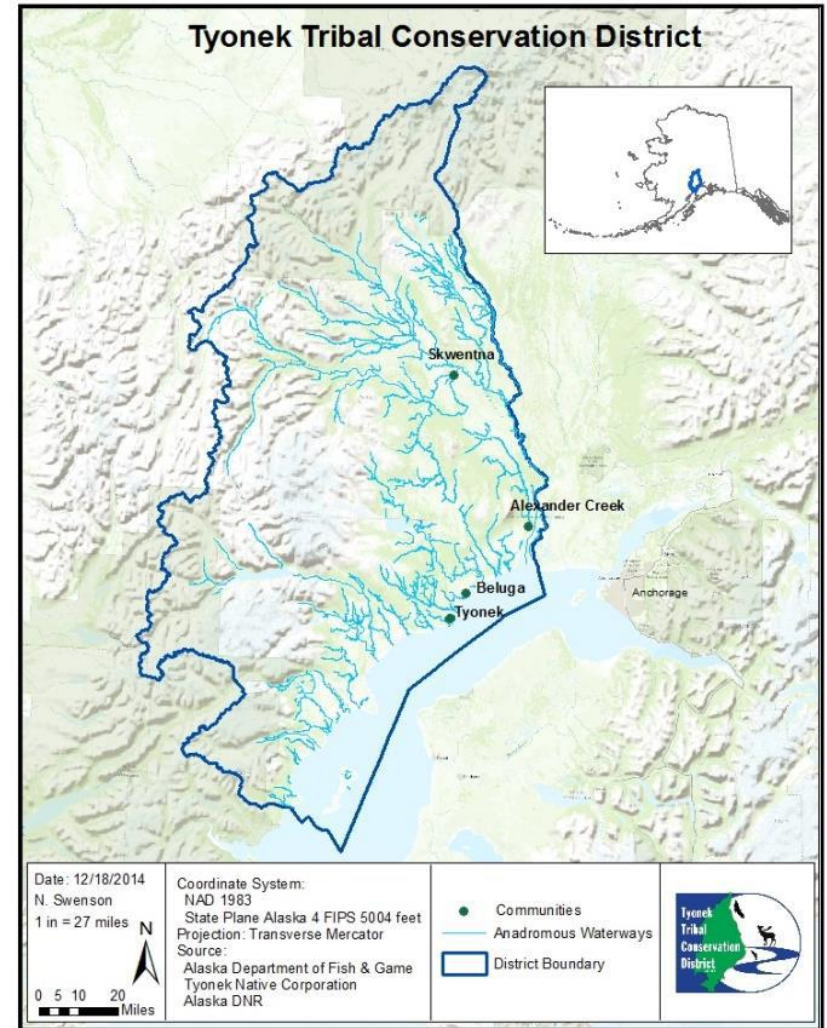 Tyonek Tribal Conservation District
Skwentna
Alexander Creek
Beluga
Anchorage
Tyonek
Date: 12/18/2014
N. Swenson
1 in = 27 miles
N
0 5 10 20
Miles
Coordinate System:
NAD 1983
State Plane Alaska 4 FIPS 5004 feet
Projection: Transverse Mercator
Source:
Alaska Department of Fish & Game
Tyonek Native Corporation
Alaska DNR
Communities
Anadromous Waterways
District Boundary
Tyonek
Tribal
Conservation
District